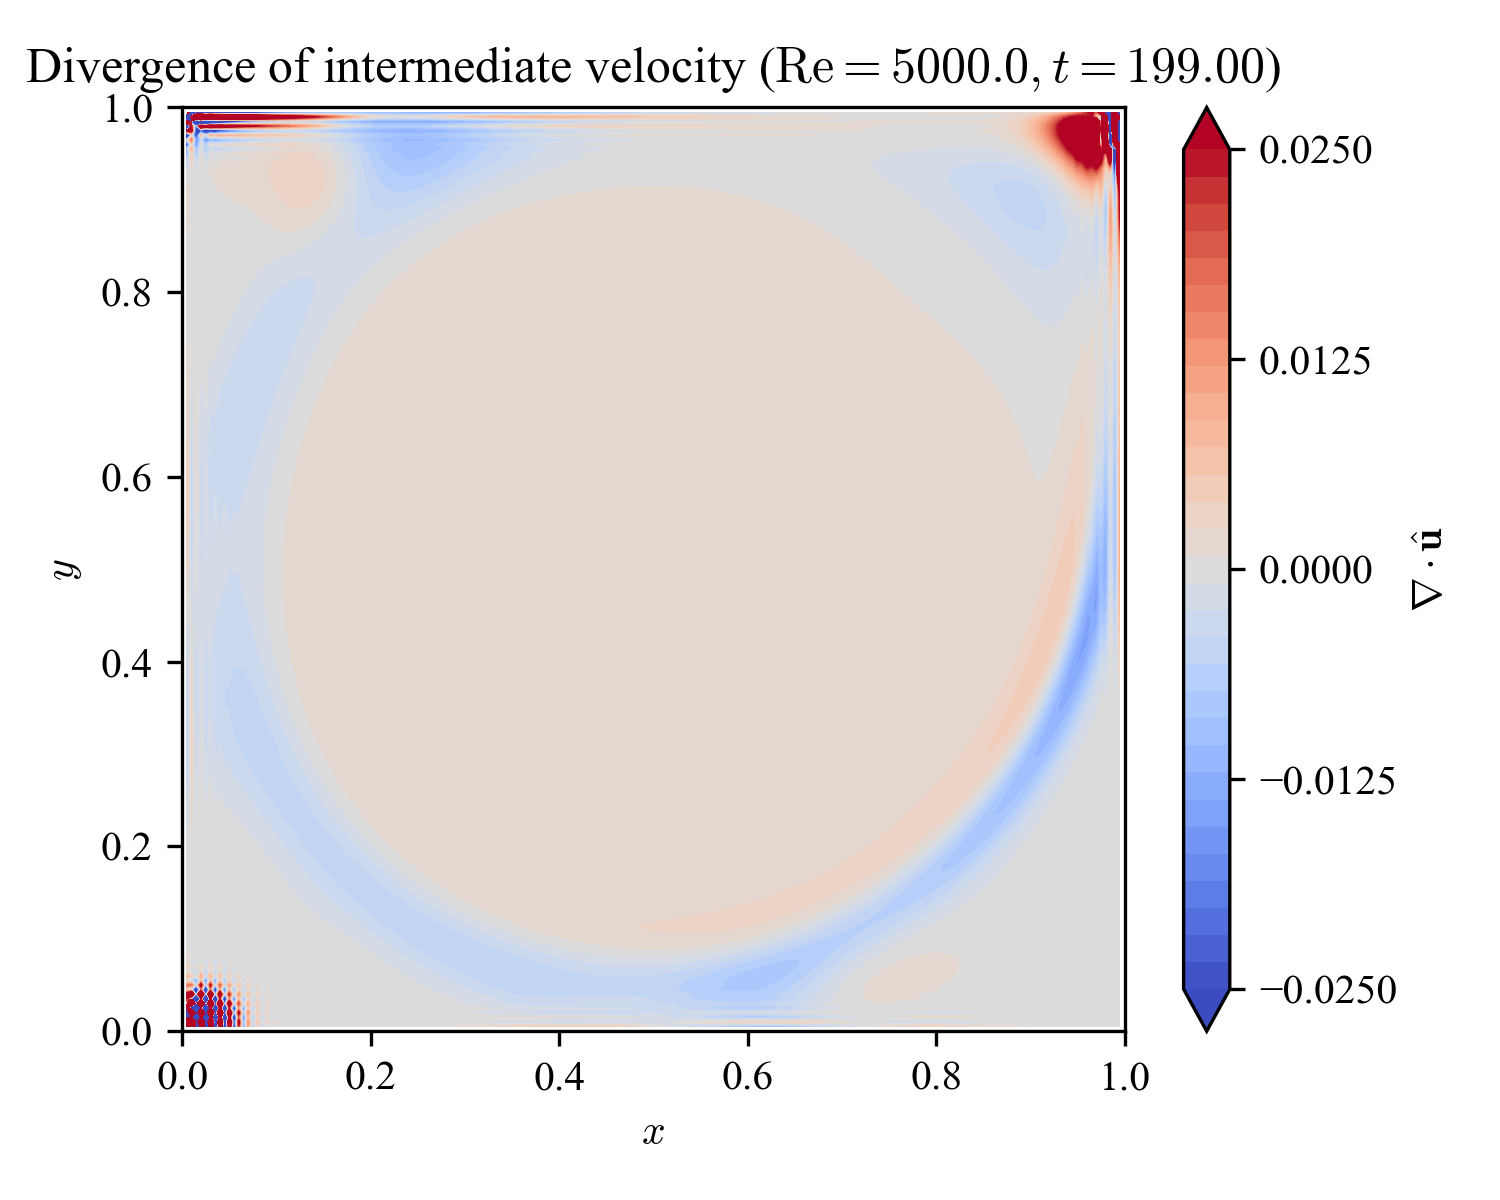 Divergence of intermediate velocity (Re = 5000.0, t = 199.00)
1.0
0.8
0.6
0.4
0.2
0.0
y
0.0 0.2 0.4 0.6 0.8 1.0
x
0.0250
0.0125
0.0000
−0.0125
−0.0250
∇ · û